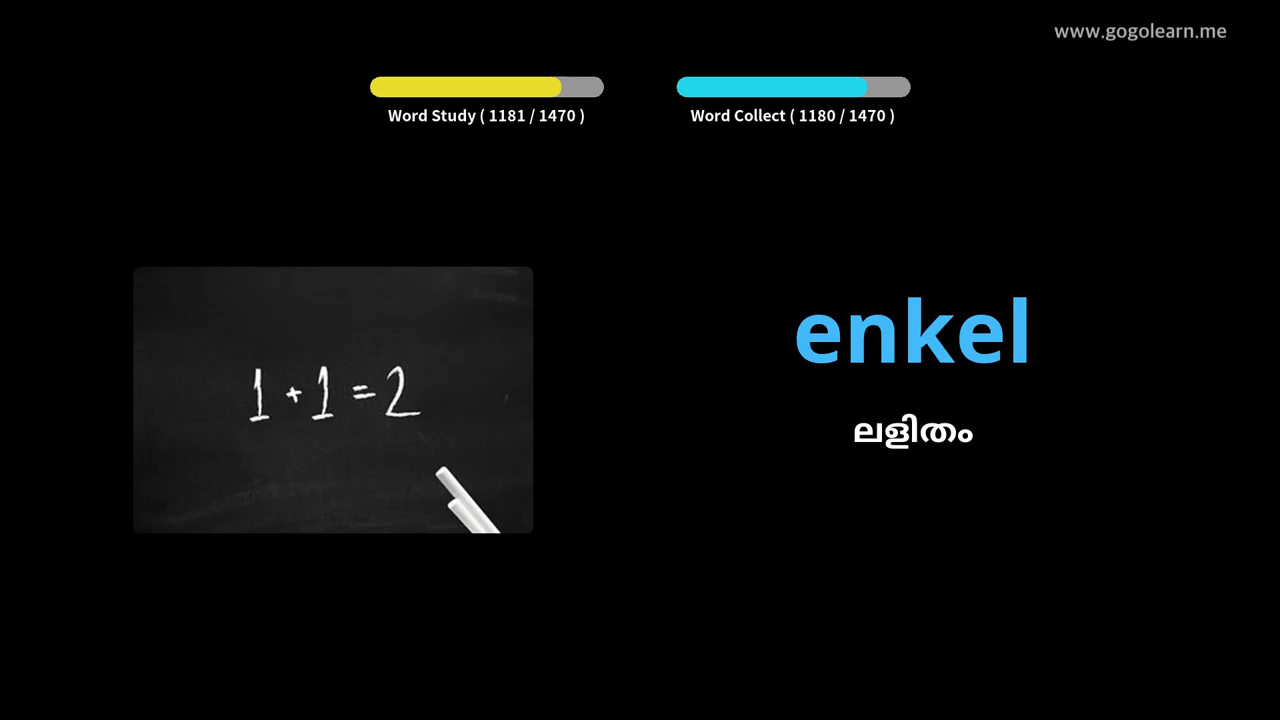 www.gogolearn.me
Word Study ( 1181 / 1470 )
Word Collect ( 1180 / 1470 )
1 + 1 = 2
enkel
ലളിതം